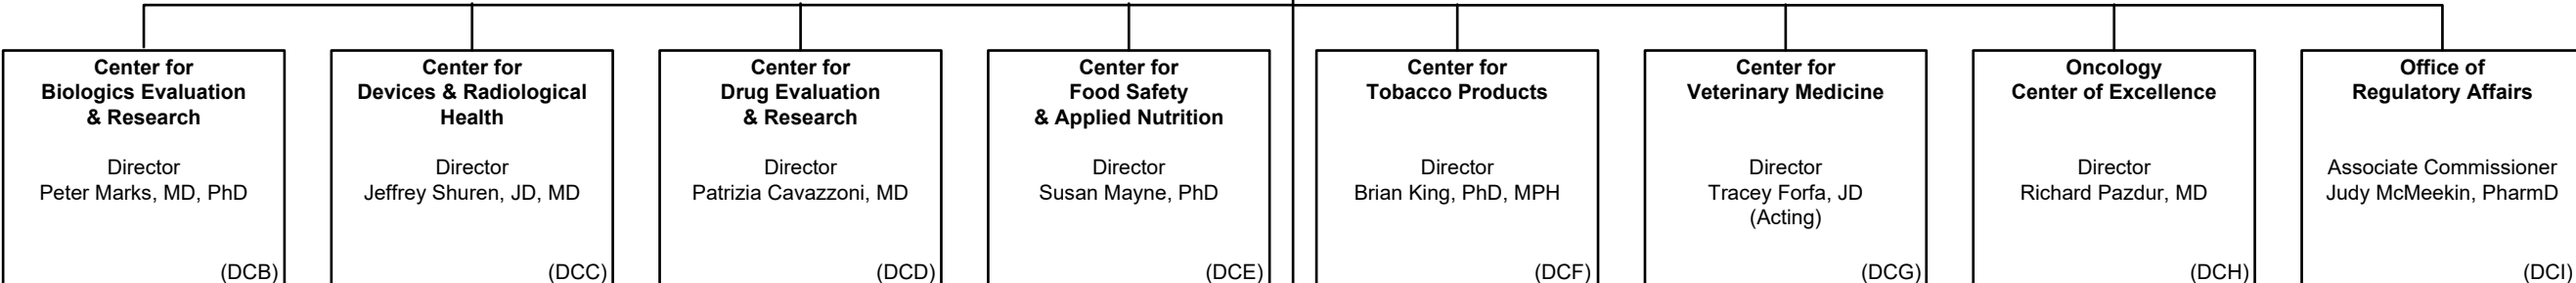 Center for
Biologics Evaluation
& Research
Director
Peter Marks, MD, PhD
(DCB)
Center for
Devices & Radiological
Health
Director
Jeffrey Shuren, JD, MD
(DCC)
Center for
Drug Evaluation
& Research
Director
Patrizia Cavazzoni, MD
(DCD)
Center for
Food Safety
& Applied Nutrition
Director
Susan Mayne, PhD
(DCE)
Center for
Tobacco Products
Director
Brian King, PhD, MPH
(DCF)
Center for
Veterinary Medicine
Director
Tracey Forfa, JD
(Acting)
(DCG)
Oncology
Center of Excellence
Director
Richard Pazdur, MD
(DCH)
Office of
Regulatory Affairs
Associate Commissioner
Judy McMeekin, PharmD
(DCI)